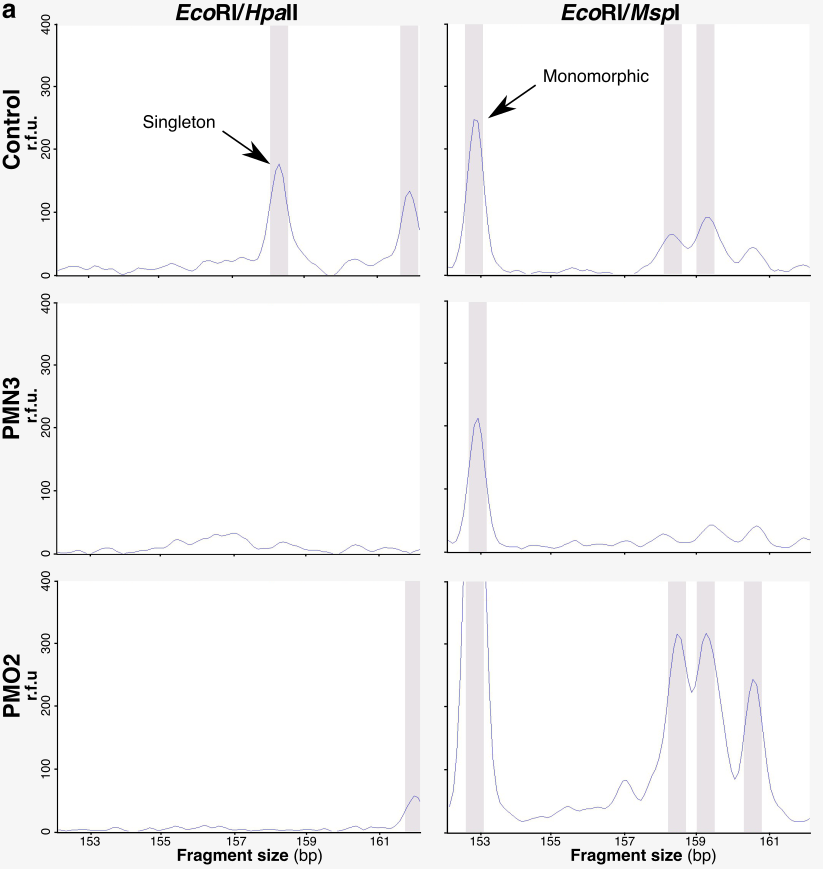 a
EcoRI/HpaII
EcoRI/MspI
Control
r.f.u.
400
300
200
100
0
Singleton
Monomorphic
PMN3
r.f.u.
400
300
200
100
0
PMO2
r.f.u
400
300
200
100
0
153 155 157 159 161
153 155 157 159 161
Fragment size (bp)
Fragment size (bp)